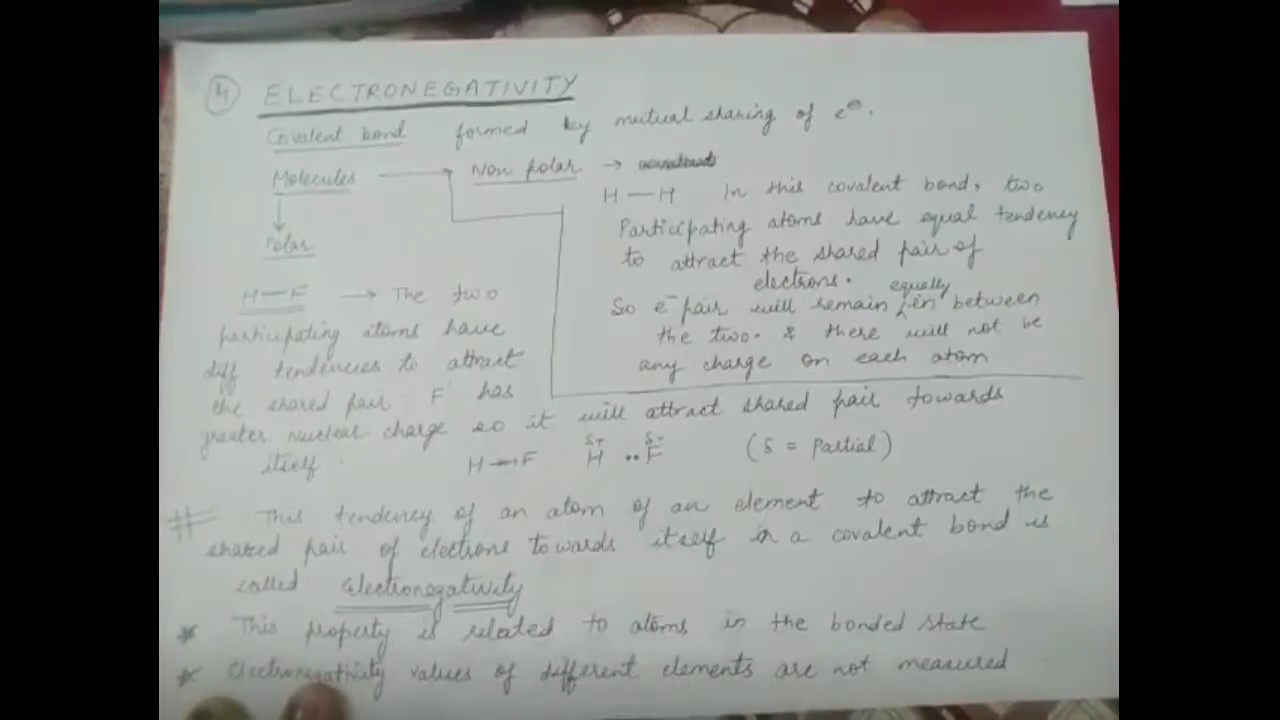 4 ELECTRONEGATIVITY
Covalent bond formed by mutual sharing of e⊖.
Molecules → Non polar →
H — H In this covalent bond, two
Participating atoms have equal tendency
to attract the shared pair of
electrons. equally
So e⁻ pair will remain in between
the two. & there will not be
any charge on each atom
Polar
H — F → The two
participating atoms have
diff tendencies to attract
the shared pair. F has
greater nuclear charge so it will attract shared pair towards
itself.
H → F δ+ H •• δ- F (δ = Partial)
# This tendency of an atom of an element to attract the
shared pair of electrons towards itself in a covalent bond is
called Electronegativity
* This property is related to atoms in the bonded state
* Electronegativity values of different elements are not measured